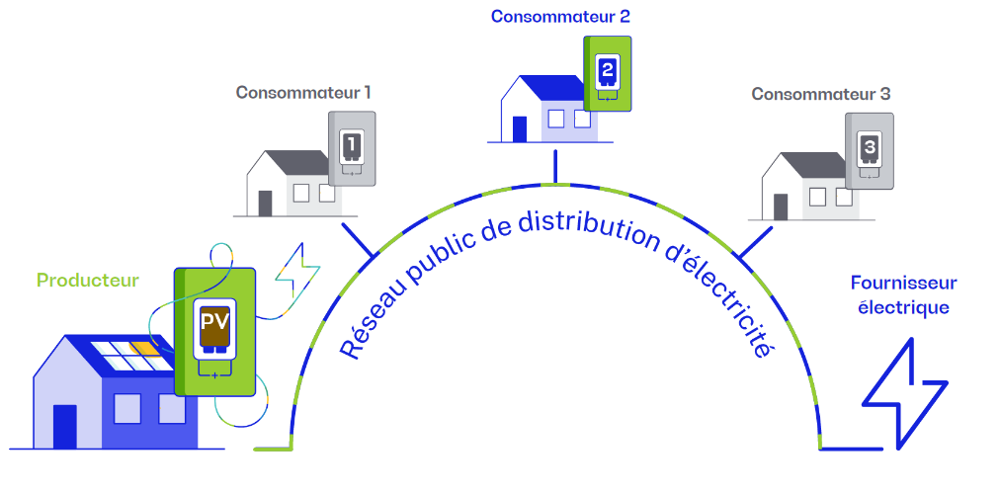 Consommateur 2
2
Consommateur 1
1
Consommateur 3
3
Réseau public de distribution d'électricité
Producteur
PV
Fournisseur
électrique